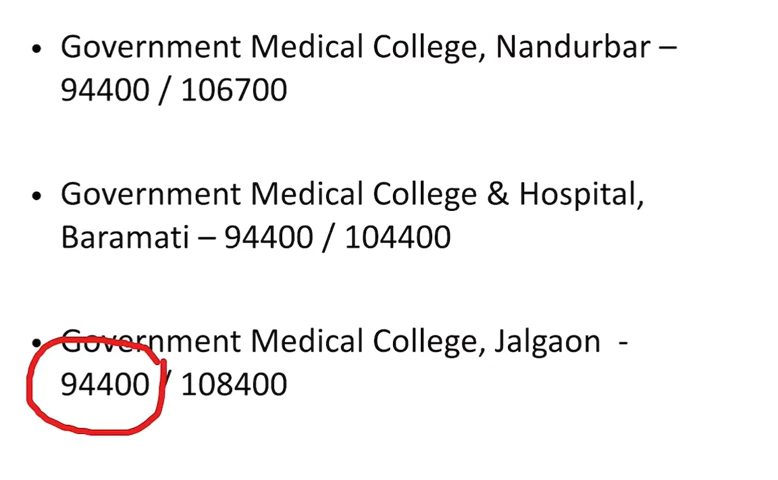 • Government Medical College, Nandurbar –
94400 / 106700
• Government Medical College & Hospital,
Baramati – 94400 / 104400
• Government Medical College, Jalgaon -
94400 / 108400